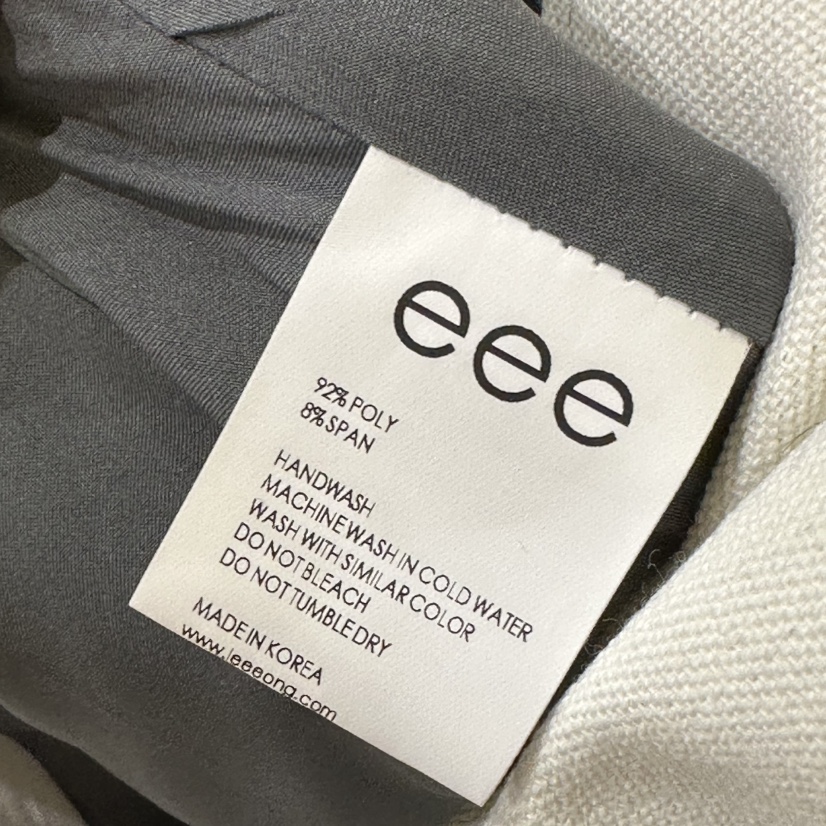 eee
92% POLY
8% SPAN
HANDWASH
MACHINE WASH IN COLD WATER
WASH WITH SIMILAR COLOR
DO NOT BLEACH
DO NOT TUMBLE DRY
MADE IN KOREA
www.leeeong.com